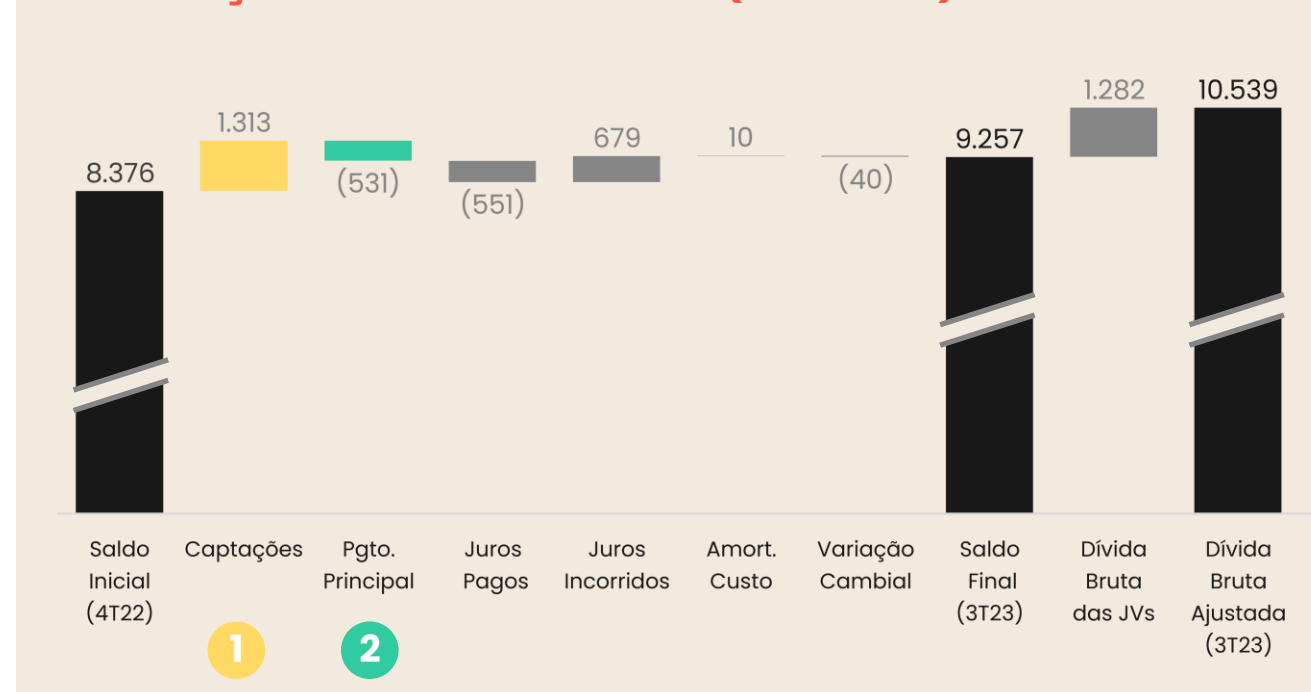 1.282
10.539
1.313
679
10
9.257
8.376
(531)
(551)
(40)
Saldo
Inicial
(4T22)
Captações
Pgto.
Principal
Juros
Pagos
Juros
Incorridos
Amort.
Custo
Variação
Cambial
Saldo
Final
(3T23)
Dívida
Bruta
das JVs
Dívida
Bruta
Ajustada
(3T23)
1
2